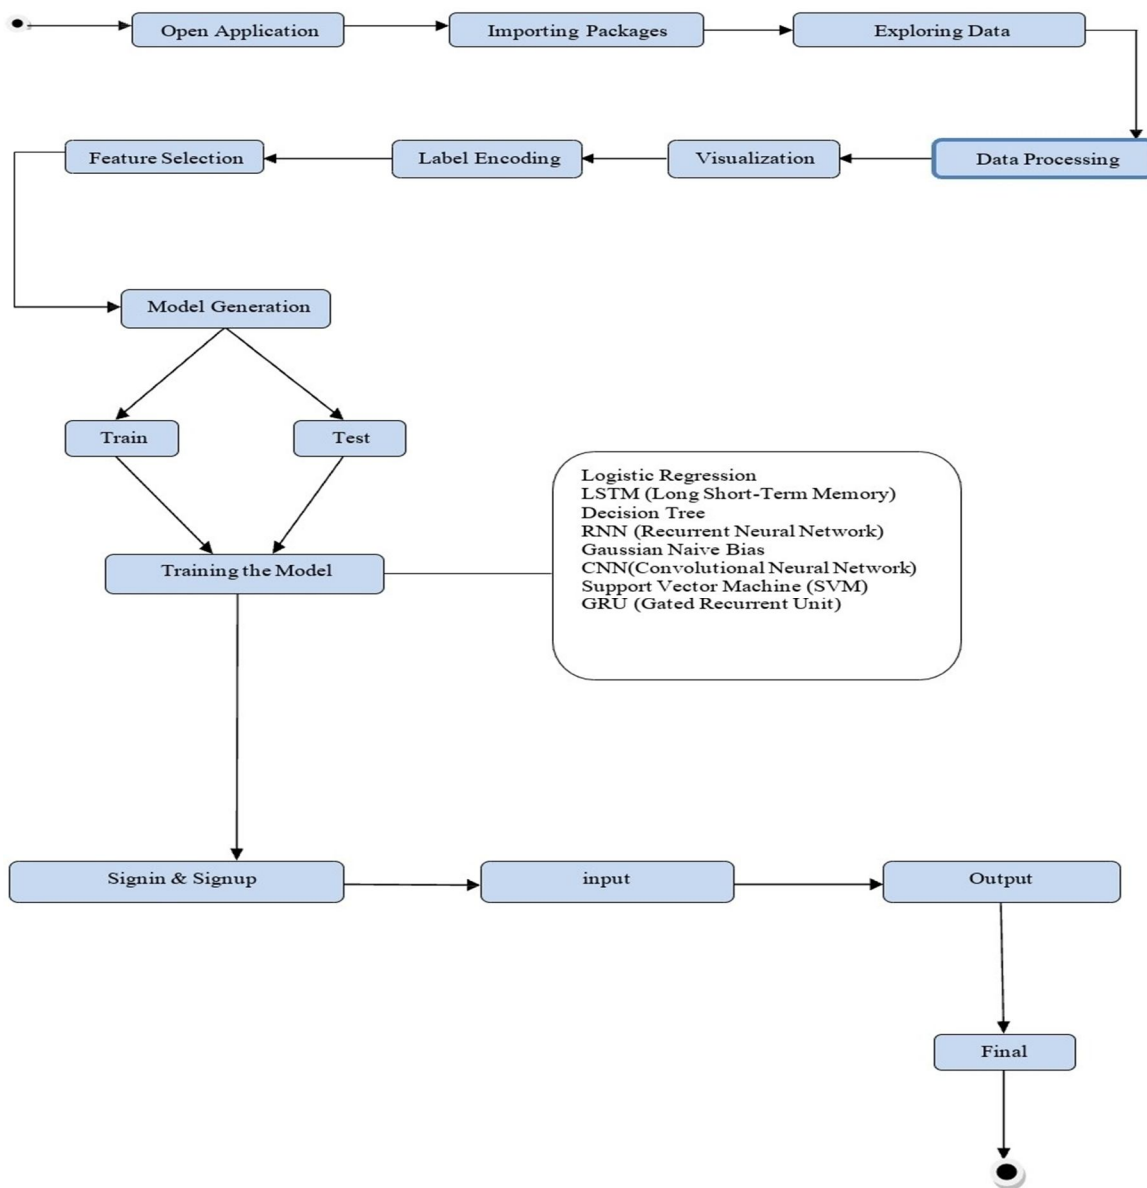 Open Application
Importing Packages
Exploring Data
Data Processing
Visualization
Label Encoding
Feature Selection
Model Generation
Train
Test
Training the Model
Logistic Regression
LSTM (Long Short-Term Memory)
Decision Tree
RNN (Recurrent Neural Network)
Gaussian Naive Bias
CNN(Convolutional Neural Network)
Support Vector Machine (SVM)
GRU (Gated Recurrent Unit)
Signin & Signup
input
Output
Final